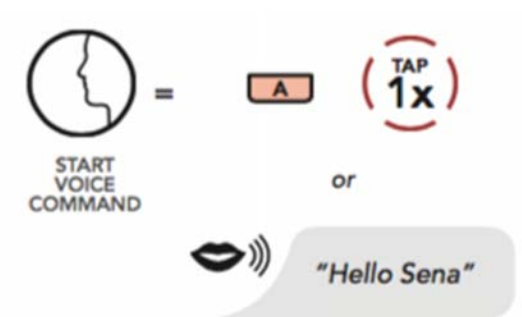 = A TAP
1x
START
VOICE
COMMAND
or
"Hello Sena"